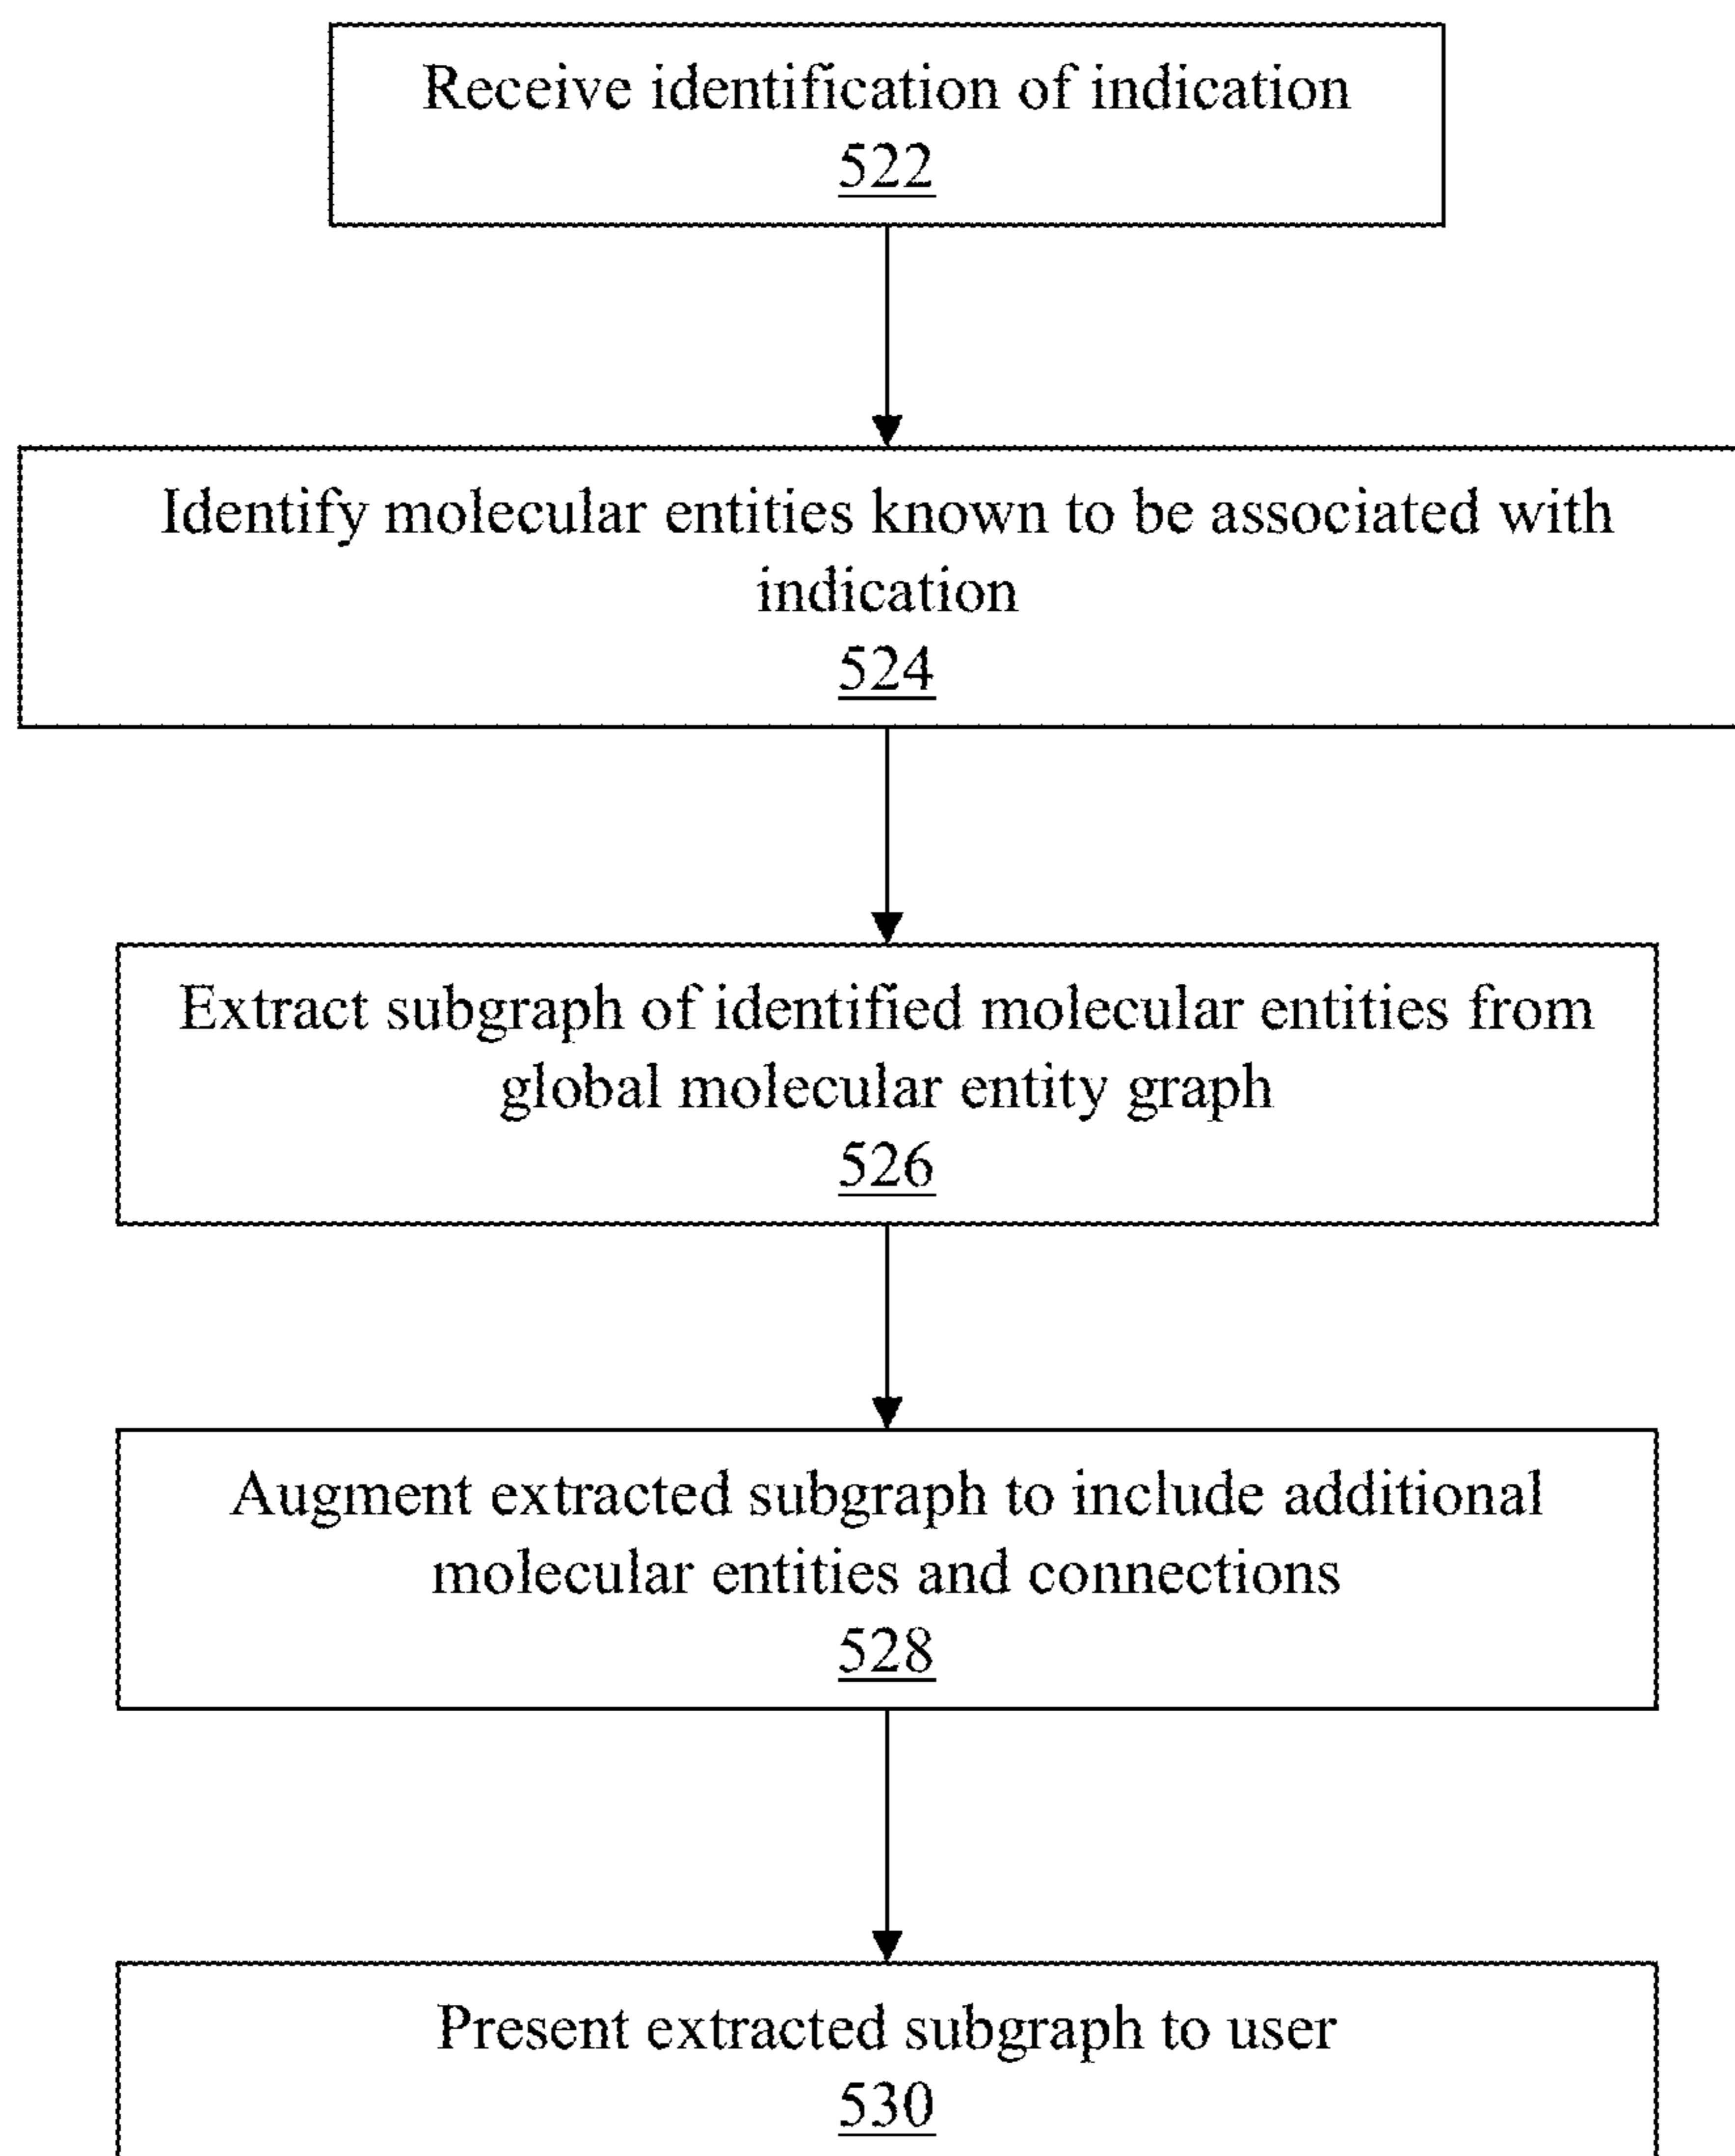 Receive identification of indication
522
Identify molecular entities known to be associated with
indication
524
Extract subgraph of identified molecular entities from
global molecular entity graph
526
Augment extracted subgraph to include additional
molecular entities and connections
528
Present extracted subgraph to user
530